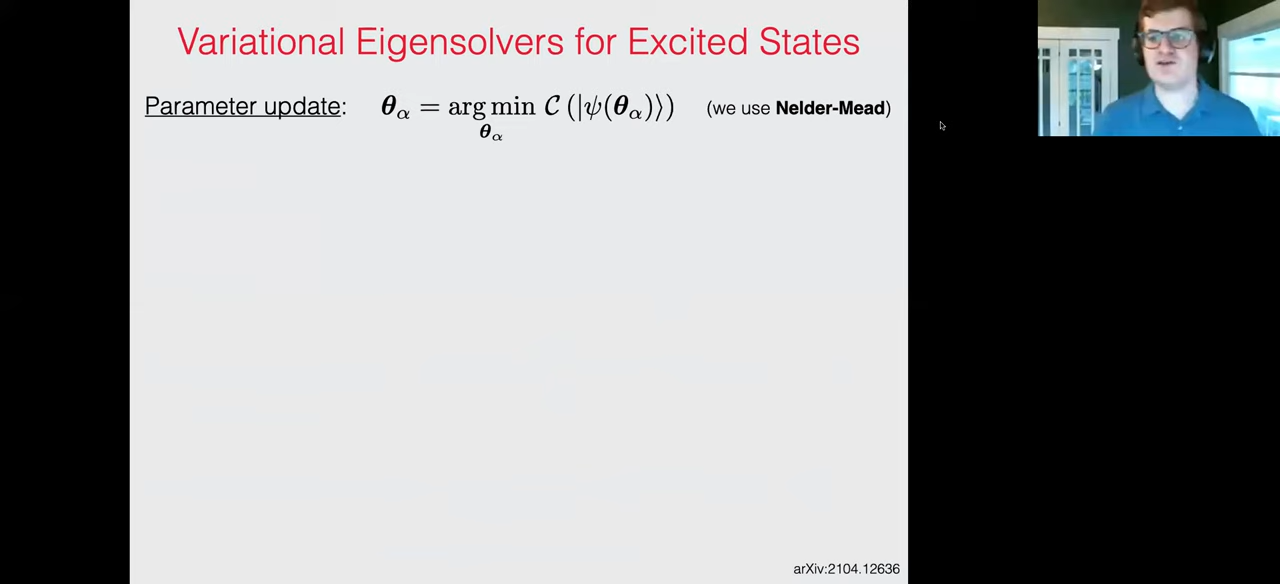 Variational Eigensolvers for Excited States
Parameter update: θ_α = arg min_{θ_α} C (|ψ(θ_α)⟩) (we use Nelder-Mead)
arXiv:2104.12636